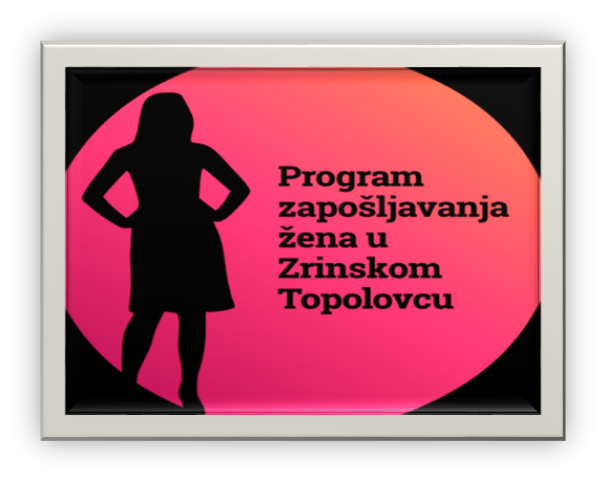 Program
zapošljavanja
žena u
Zrinskom
Topolovcu